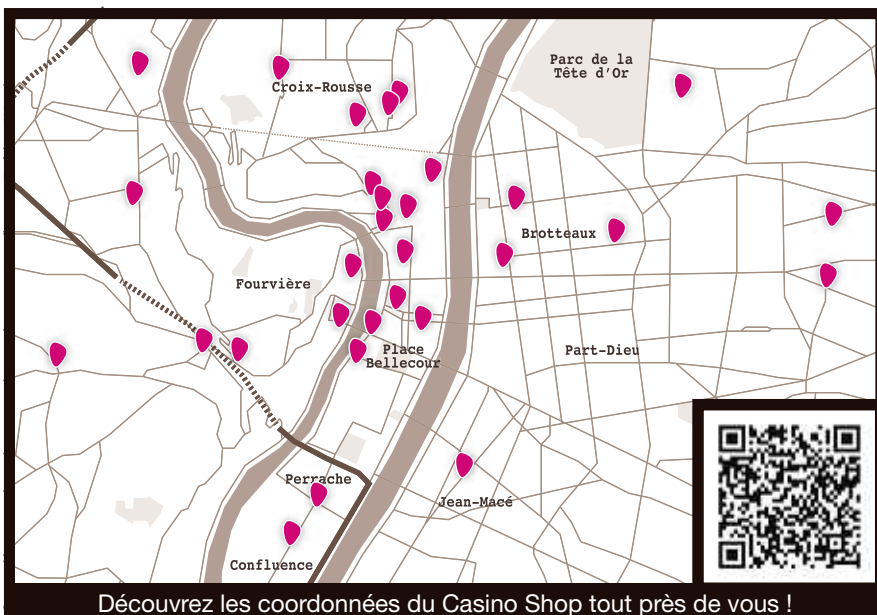 Parc de la
Tête d'Or
Croix-Rousse
Brotteaux
Fourvière
Place
Bellecour
Part-Dieu
Perrache
Jean-Macé
Confluence
Découvrez les coordonnées du Casino Shop tout près de vous !